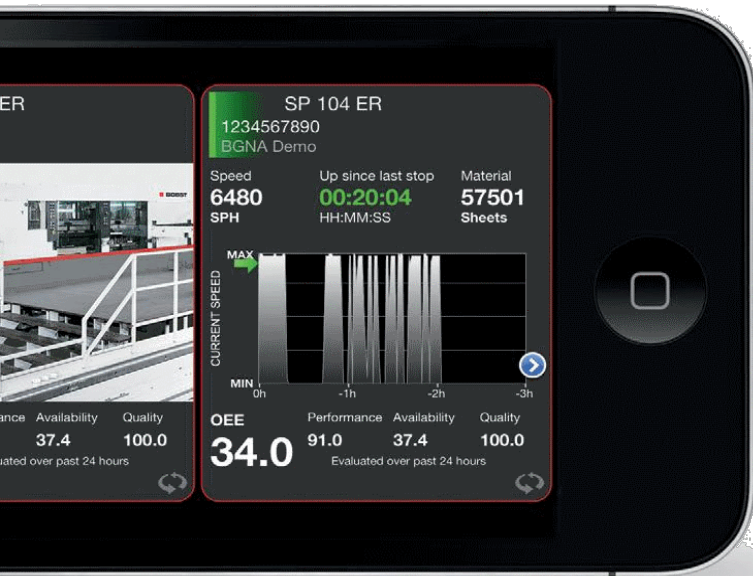 ER
BOBST
ance Availability Quality
37.4 100.0
uated over past 24 hours
SP 104 ER
1234567890
BGNA Demo
Speed Up since last stop Material
6480 00:20:04 57501
SPH HH:MM:SS Sheets
MAX
CURRENT SPEED
MIN
0h -1h -2h -3h
OEE Performance Availability Quality
34.0 91.0 37.4 100.0
Evaluated over past 24 hours